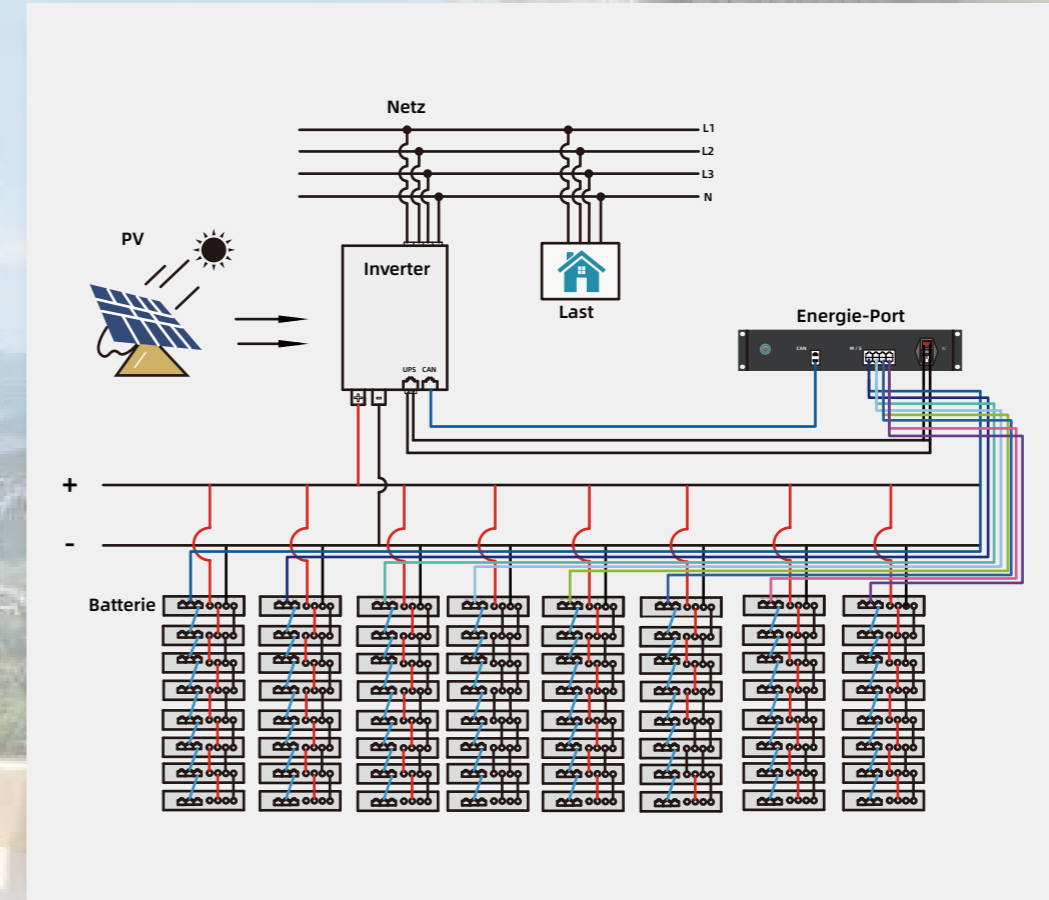 Netz
L1
L2
L3
N
PV
Inverter
Last
Energie-Port
CAN
M / S
UPS CAN
+ -
+
-
Batterie